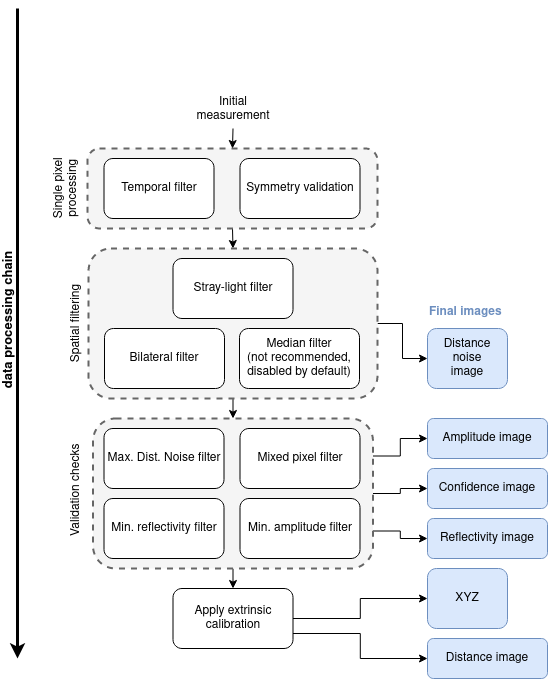 data processing chain
Initial
measurement
Single pixel
processing
Temporal filter
Symmetry validation
Spatial filtering
Stray-light filter
Bilateral filter
Median filter
(not recommended,
disabled by default)
Final images
Distance
noise
image
Validation checks
Max. Dist. Noise filter
Mixed pixel filter
Min. reflectivity filter
Min. amplitude filter
Amplitude image
Confidence image
Reflectivity image
Apply extrinsic
calibration
XYZ
Distance image